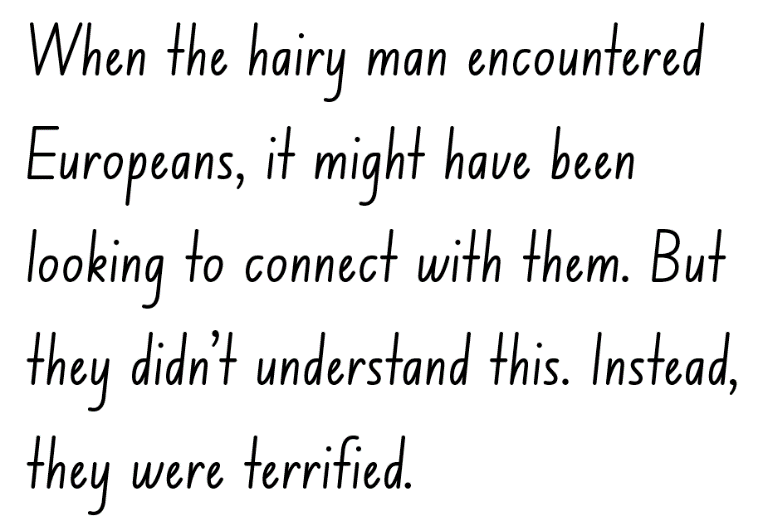 When the hairy man encountered
Europeans, it might have been
looking to connect with them. But
they didn’t understand this. Instead,
they were terrified.